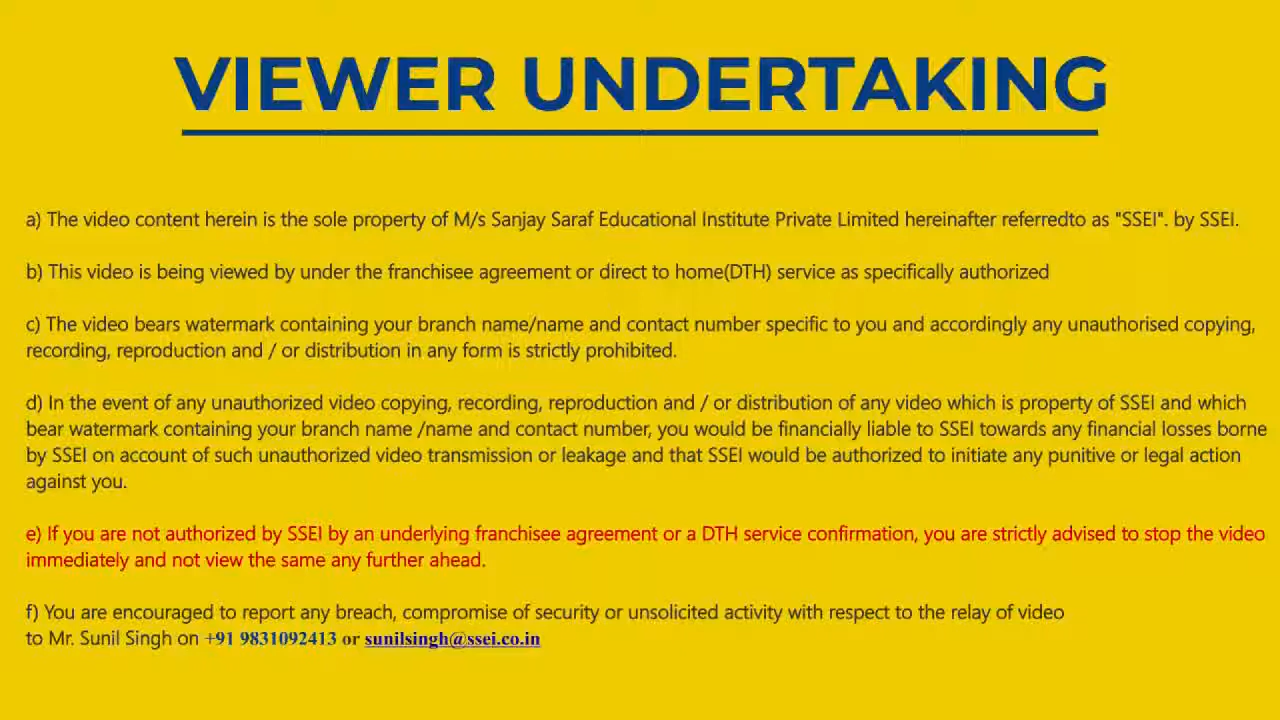 VIEWER UNDERTAKING
a) The video content herein is the sole property of M/s Sanjay Saraf Educational Institute Private Limited hereinafter referredto as "SSEI". by SSEI.
b) This video is being viewed by under the franchisee agreement or direct to home(DTH) service as specifically authorized
c) The video bears watermark containing your branch name/name and contact number specific to you and accordingly any unauthorised copying,
recording, reproduction and / or distribution in any form is strictly prohibited.
d) In the event of any unauthorized video copying, recording, reproduction and / or distribution of any video which is property of SSEI and which
bear watermark containing your branch name /name and contact number, you would be financially liable to SSEI towards any financial losses borne
by SSEI on account of such unauthorized video transmission or leakage and that SSEI would be authorized to initiate any punitive or legal action
against you.
e) If you are not authorized by SSEI by an underlying franchisee agreement or a DTH service confirmation, you are strictly advised to stop the video
immediately and not view the same any further ahead.
f) You are encouraged to report any breach, compromise of security or unsolicited activity with respect to the relay of video
to Mr. Sunil Singh on +91 9831092413 or sunilsingh@ssei.co.in